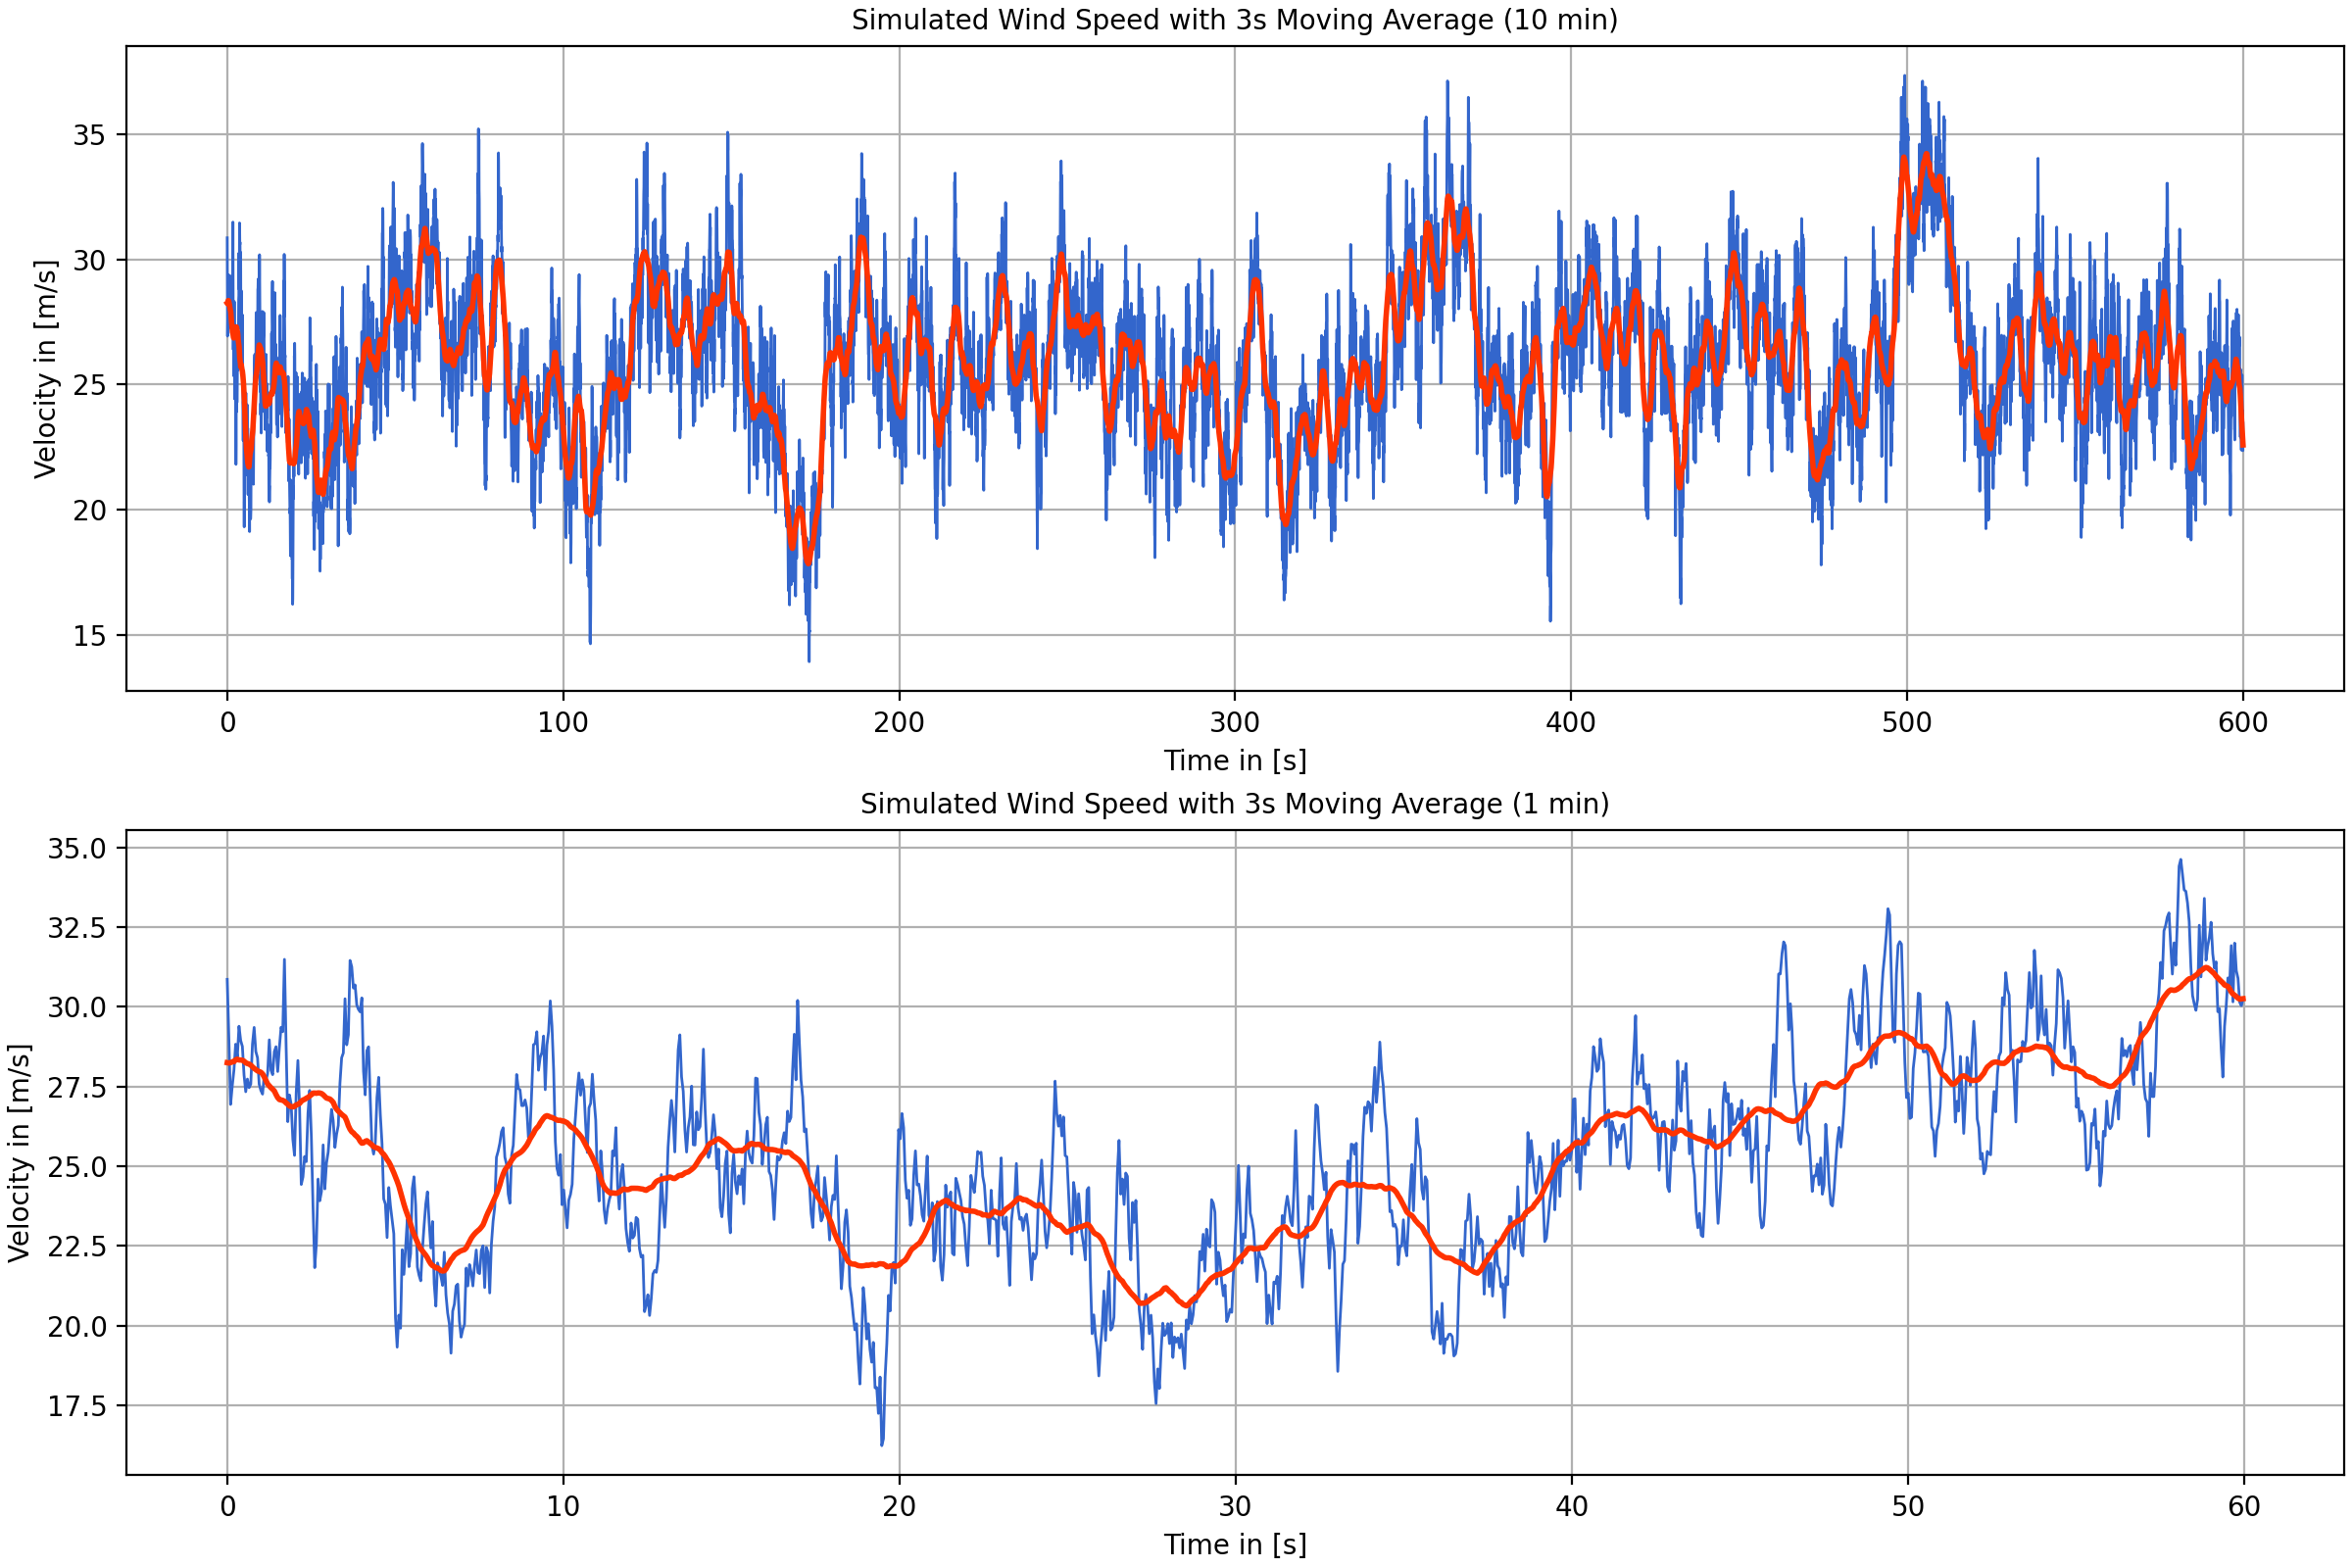 Simulated Wind Speed with 3s Moving Average (10 min)
Velocity in [m/s]
35
30
25
20
15
0 100 200 300 400 500 600
Time in [s]
Simulated Wind Speed with 3s Moving Average (1 min)
Velocity in [m/s]
35.0
32.5
30.0
27.5
25.0
22.5
20.0
17.5
0 10 20 30 40 50 60
Time in [s]